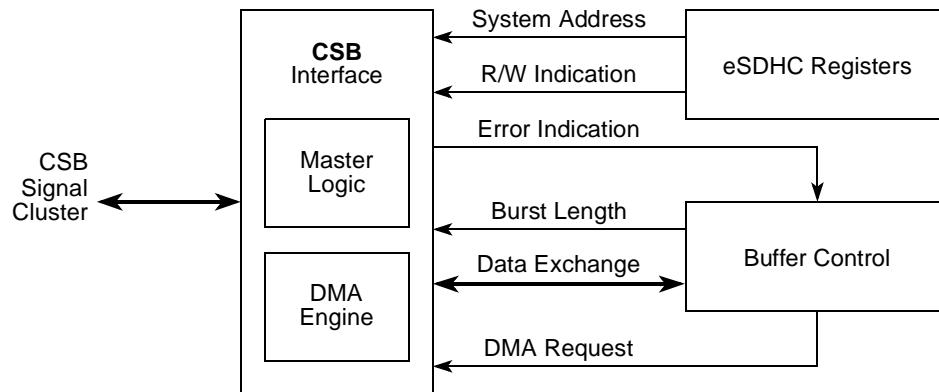 System Address
CSB
Interface
eSDHC Registers
R/W Indication
Error Indication
Master
Logic
CSB
Signal
Cluster
Burst Length
Buffer Control
Data Exchange
DMA
Engine
DMA Request